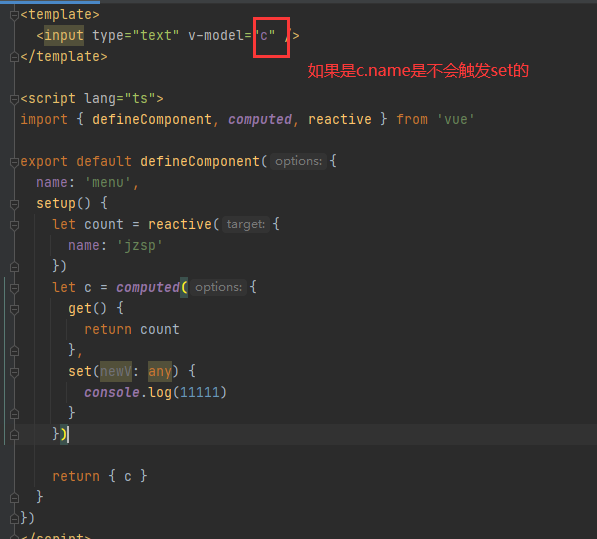 <template>
<input type="text" v-model="c" />
</template>
如果是c.name是不会触发set的
<script lang="ts">
import { defineComponent, computed, reactive } from 'vue'
export default defineComponent( options: {
name: 'menu',
setup() {
let count = reactive( target: {
name: 'jzsp'
})
let c = computed( options: {
get() {
return count
},
set(newV: any) {
console.log(11111)
}
})
return { c }
}
})
</script>